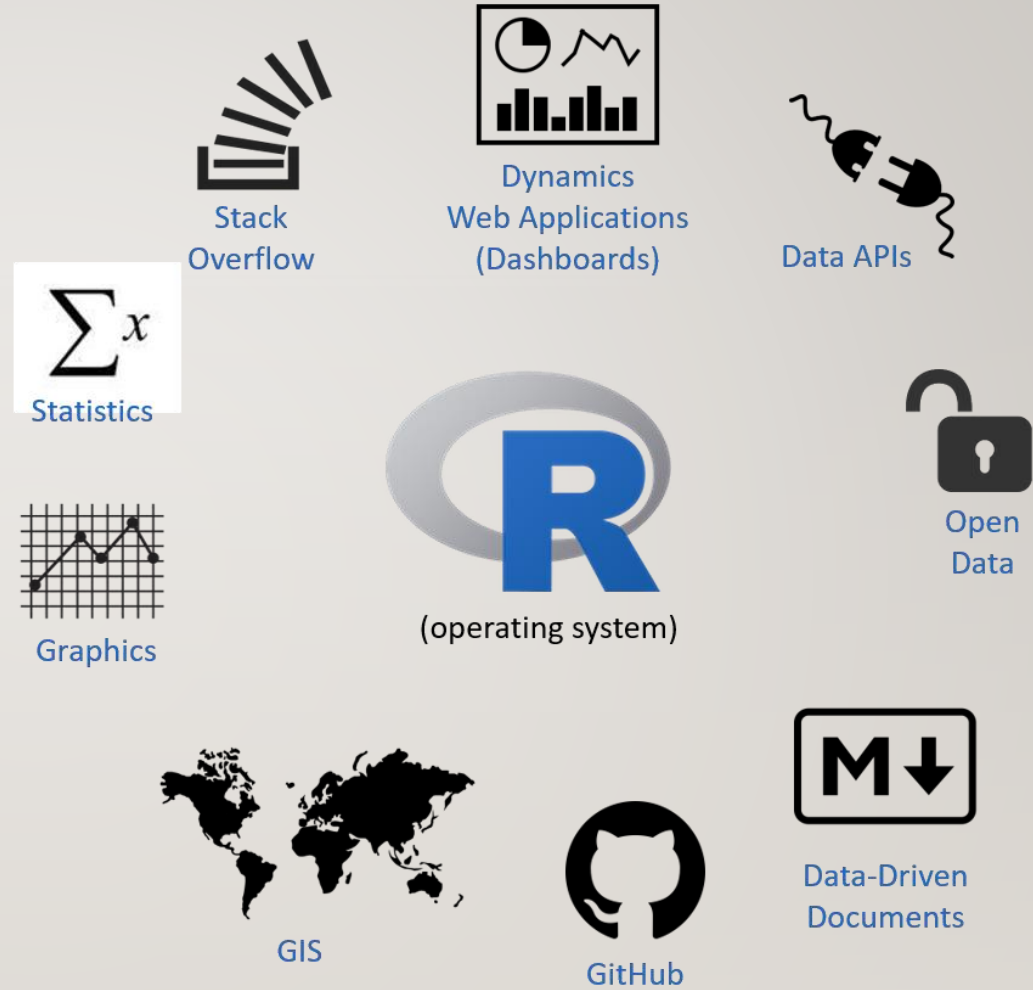 Stack
Overflow
Dynamics
Web Applications
(Dashboards)
Data APIs
∑x
Statistics
R
(operating system)
Open
Data
Graphics
M
Data-Driven
Documents
GIS
GitHub